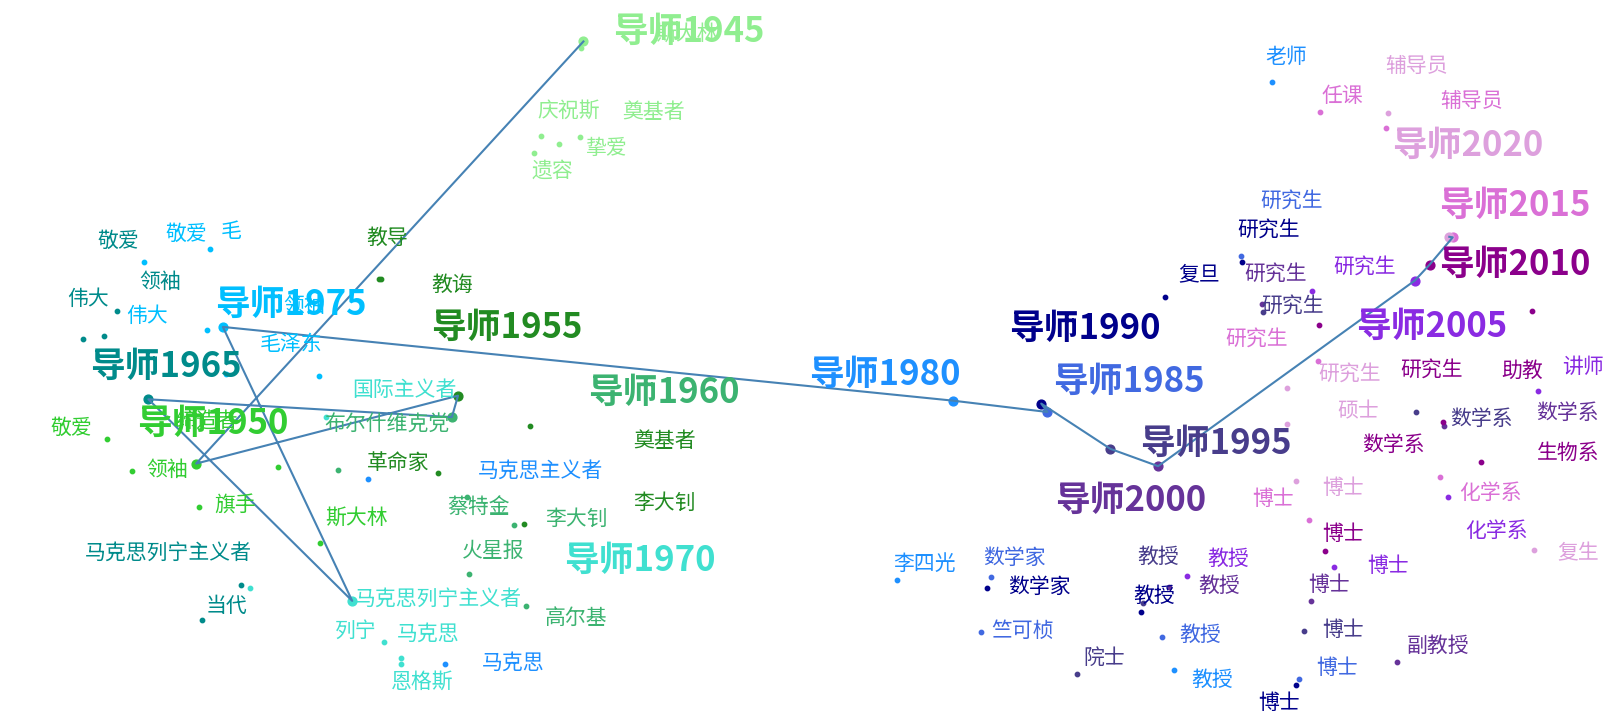 导师1945
斯大林
老师
辅导员
任课
辅导员
庆祝斯
奠基者
挚爱
遗容
导师2020
研究生
导师2015
敬爱
敬爱
毛
教导
研究生
导师2010
研究生
研究生
复旦
领袖
教诲
伟大
伟大
导师1975
领袖
研究生
导师1955
导师1990
导师2005
毛泽东
研究生
导师1965
导师1980
导师1985
研究生
研究生
助教
讲师
国际主义者
导师1960
硕士
数学系
数学系
敬爱
导师1950
缔造者
布尔什维克党
导师1995
数学系
奠基者
生物系
领袖
革命家
马克思主义者
导师2000
博士
博士
化学系
旗手
斯大林
蔡特金
李大钊
李大钊
博士
化学系
马克思列宁主义者
火星报
导师1970
李四光
数学家
教授
教授
博士
复生
当代
马克思列宁主义者
数学家
教授
教授
博士
高尔基
列宁
马克思
竺可桢
教授
博士
副教授
恩格斯
马克思
院士
教授
博士
博士